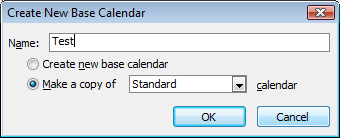 Create New Base Calendar
Name: Test
Create new base calendar
Make a copy of Standard calendar
OK Cancel